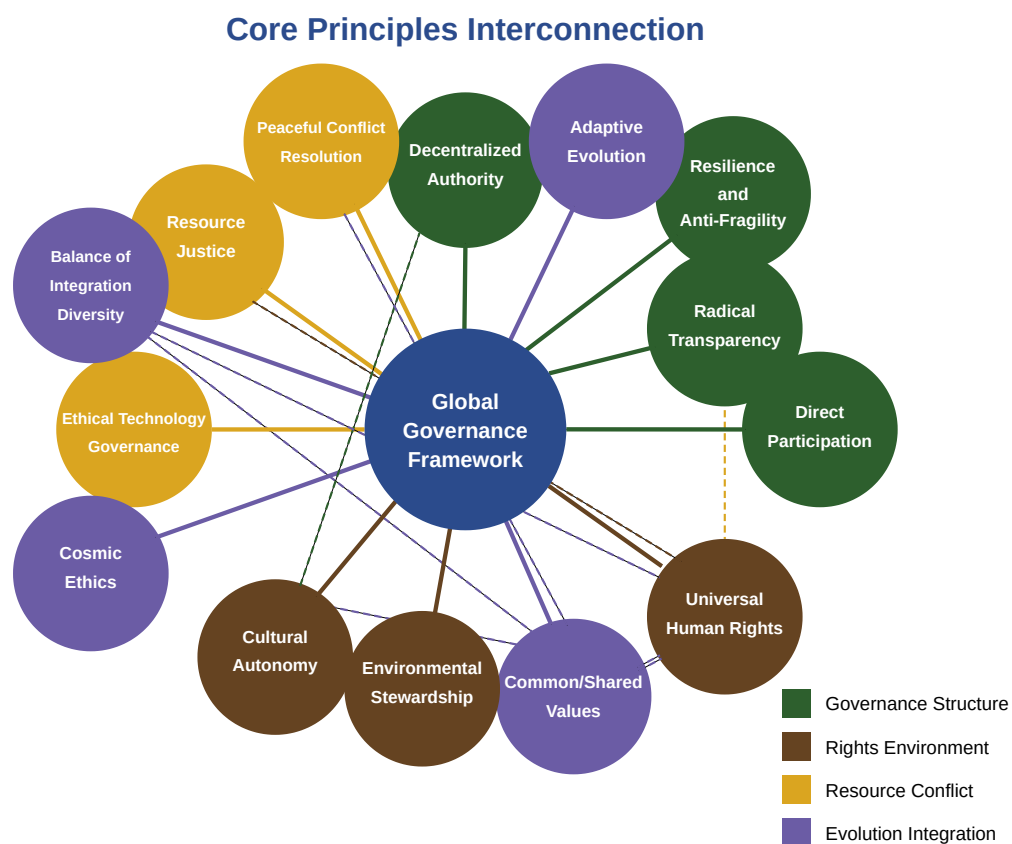 Core Principles Interconnection
Peaceful Conflict
Resolution
Decentralized
Authority
Adaptive
Evolution
Resilience
and
Anti-Fragility
Resource
Justice
Balance of
Integration
Diversity
Radical
Transparency
Ethical Technology
Governance
Global
Governance
Framework
Direct
Participation
Cosmic
Ethics
Cultural
Autonomy
Environmental
Stewardship
Common/Shared
Values
Universal
Human Rights
Governance Structure
Rights Environment
Resource Conflict
Evolution Integration